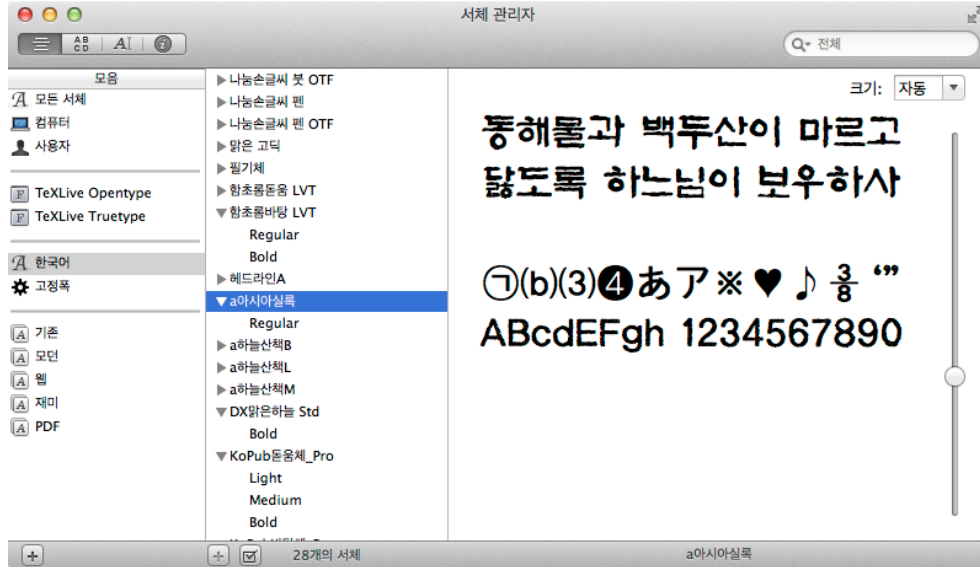 서체 관리자
전체
모음
모든 서체
컴퓨터
사용자
TeXLive Opentype
TeXLive Truetype
한국어
고정폭
기존
모던
웹
재미
PDF
나눔손글씨 붓 OTF
나눔손글씨 펜
나눔손글씨 펜 OTF
맑은 고딕
필기체
함초롬돋움 LVT
함초롬바탕 LVT
Regular
Bold
헤드라인A
a아시아실록
Regular
a하늘산책B
a하늘산책L
a하늘산책M
DX맑은하늘 Std
Bold
KoPub돋움체_Pro
Light
Medium
Bold
28개의 서체
크기: 자동
동해물과 백두산이 마르고
닳도록 하느님이 보우하사
㉠⒝⑶❹あア※♥♪⅜“”
ABcdEFgh 1234567890
a아시아실록